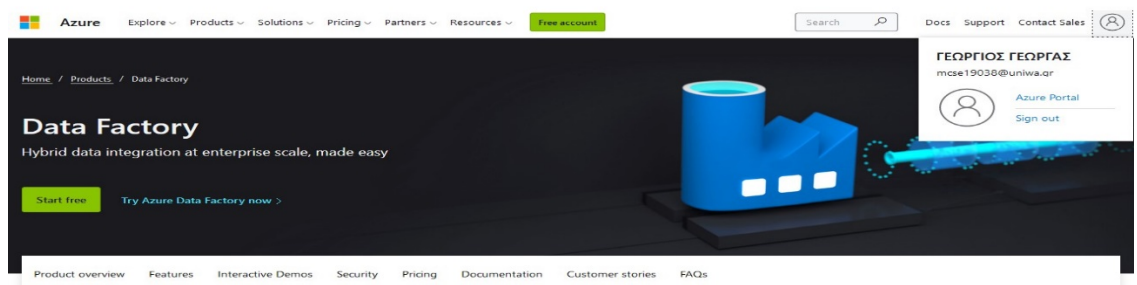 Azure Explore Products Solutions Pricing Partners Resources Free account Search Docs Support Contact Sales
ΓΕΩΡΓΙΟΣ ΓΕΩΡΓΑΣ
mcse19038@uniwa.gr
Azure Portal
Sign out
Home / Products / Data Factory
Data Factory
Hybrid data integration at enterprise scale, made easy
Start free Try Azure Data Factory now >
Product overview Features Interactive Demos Security Pricing Documentation Customer stories FAQs